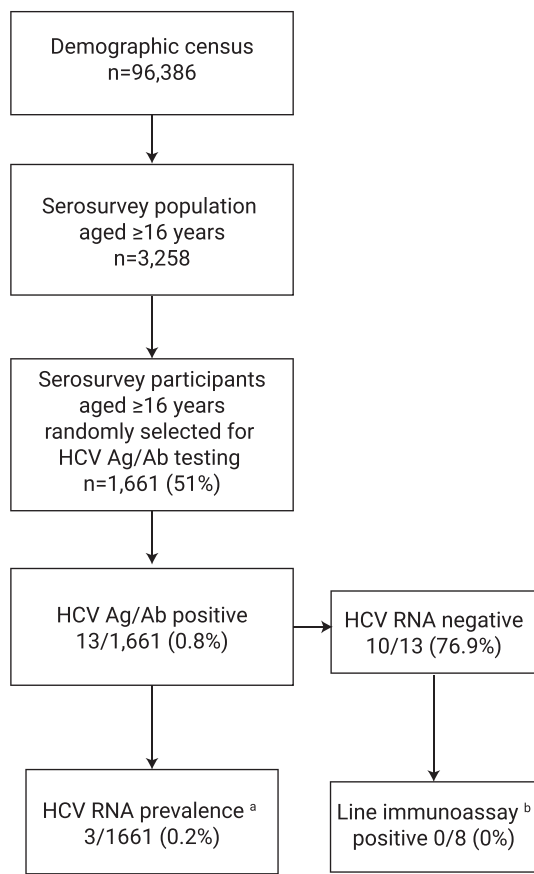 Demographic census
n=96,386
Serosurvey population
aged ≥16 years
n=3,258
Serosurvey participants
aged ≥16 years
randomly selected for
HCV Ag/Ab testing
n=1,661 (51%)
HCV Ag/Ab positive
13/1,661 (0.8%)
HCV RNA negative
10/13 (76.9%)
HCV RNA prevalence a
3/1661 (0.2%)
Line immunoassay b
positive 0/8 (0%)